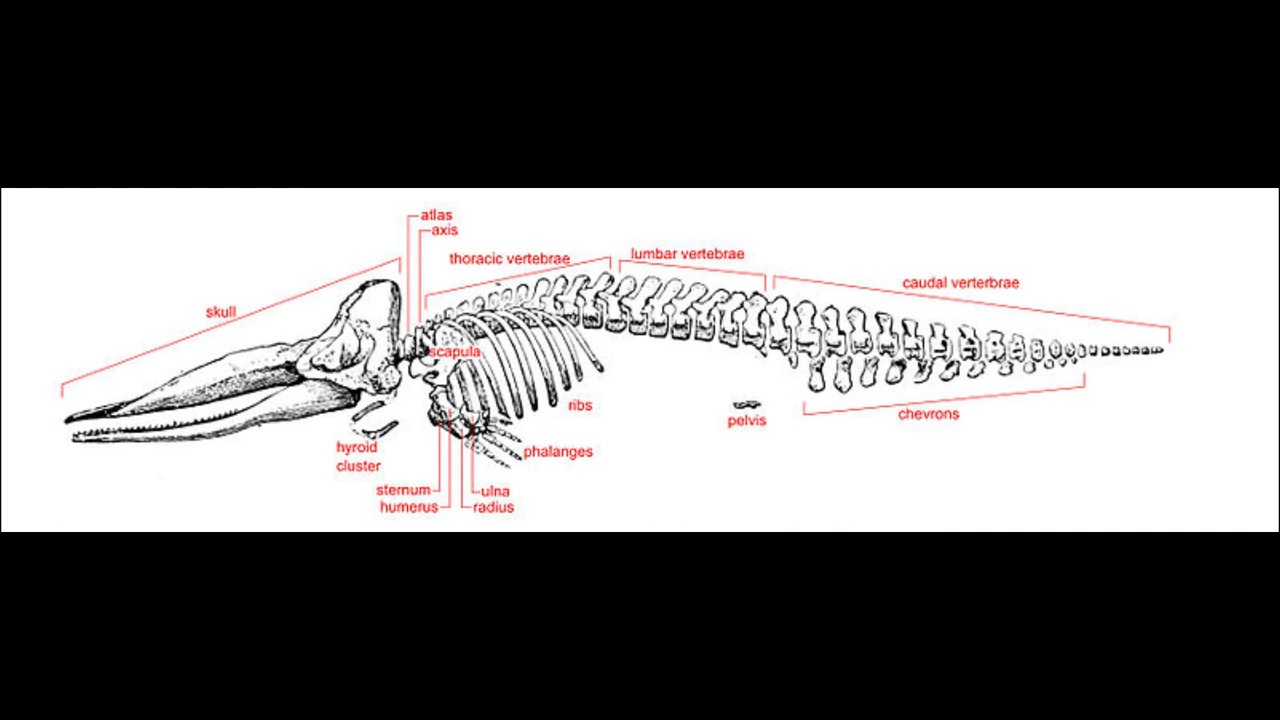 atlas
axis
thoracic vertebrae
lumbar vertebrae
caudal verterbrae
skull
scapula
ribs
pelvis
chevrons
hyroid
cluster
phalanges
sternum
ulna
humerus
radius